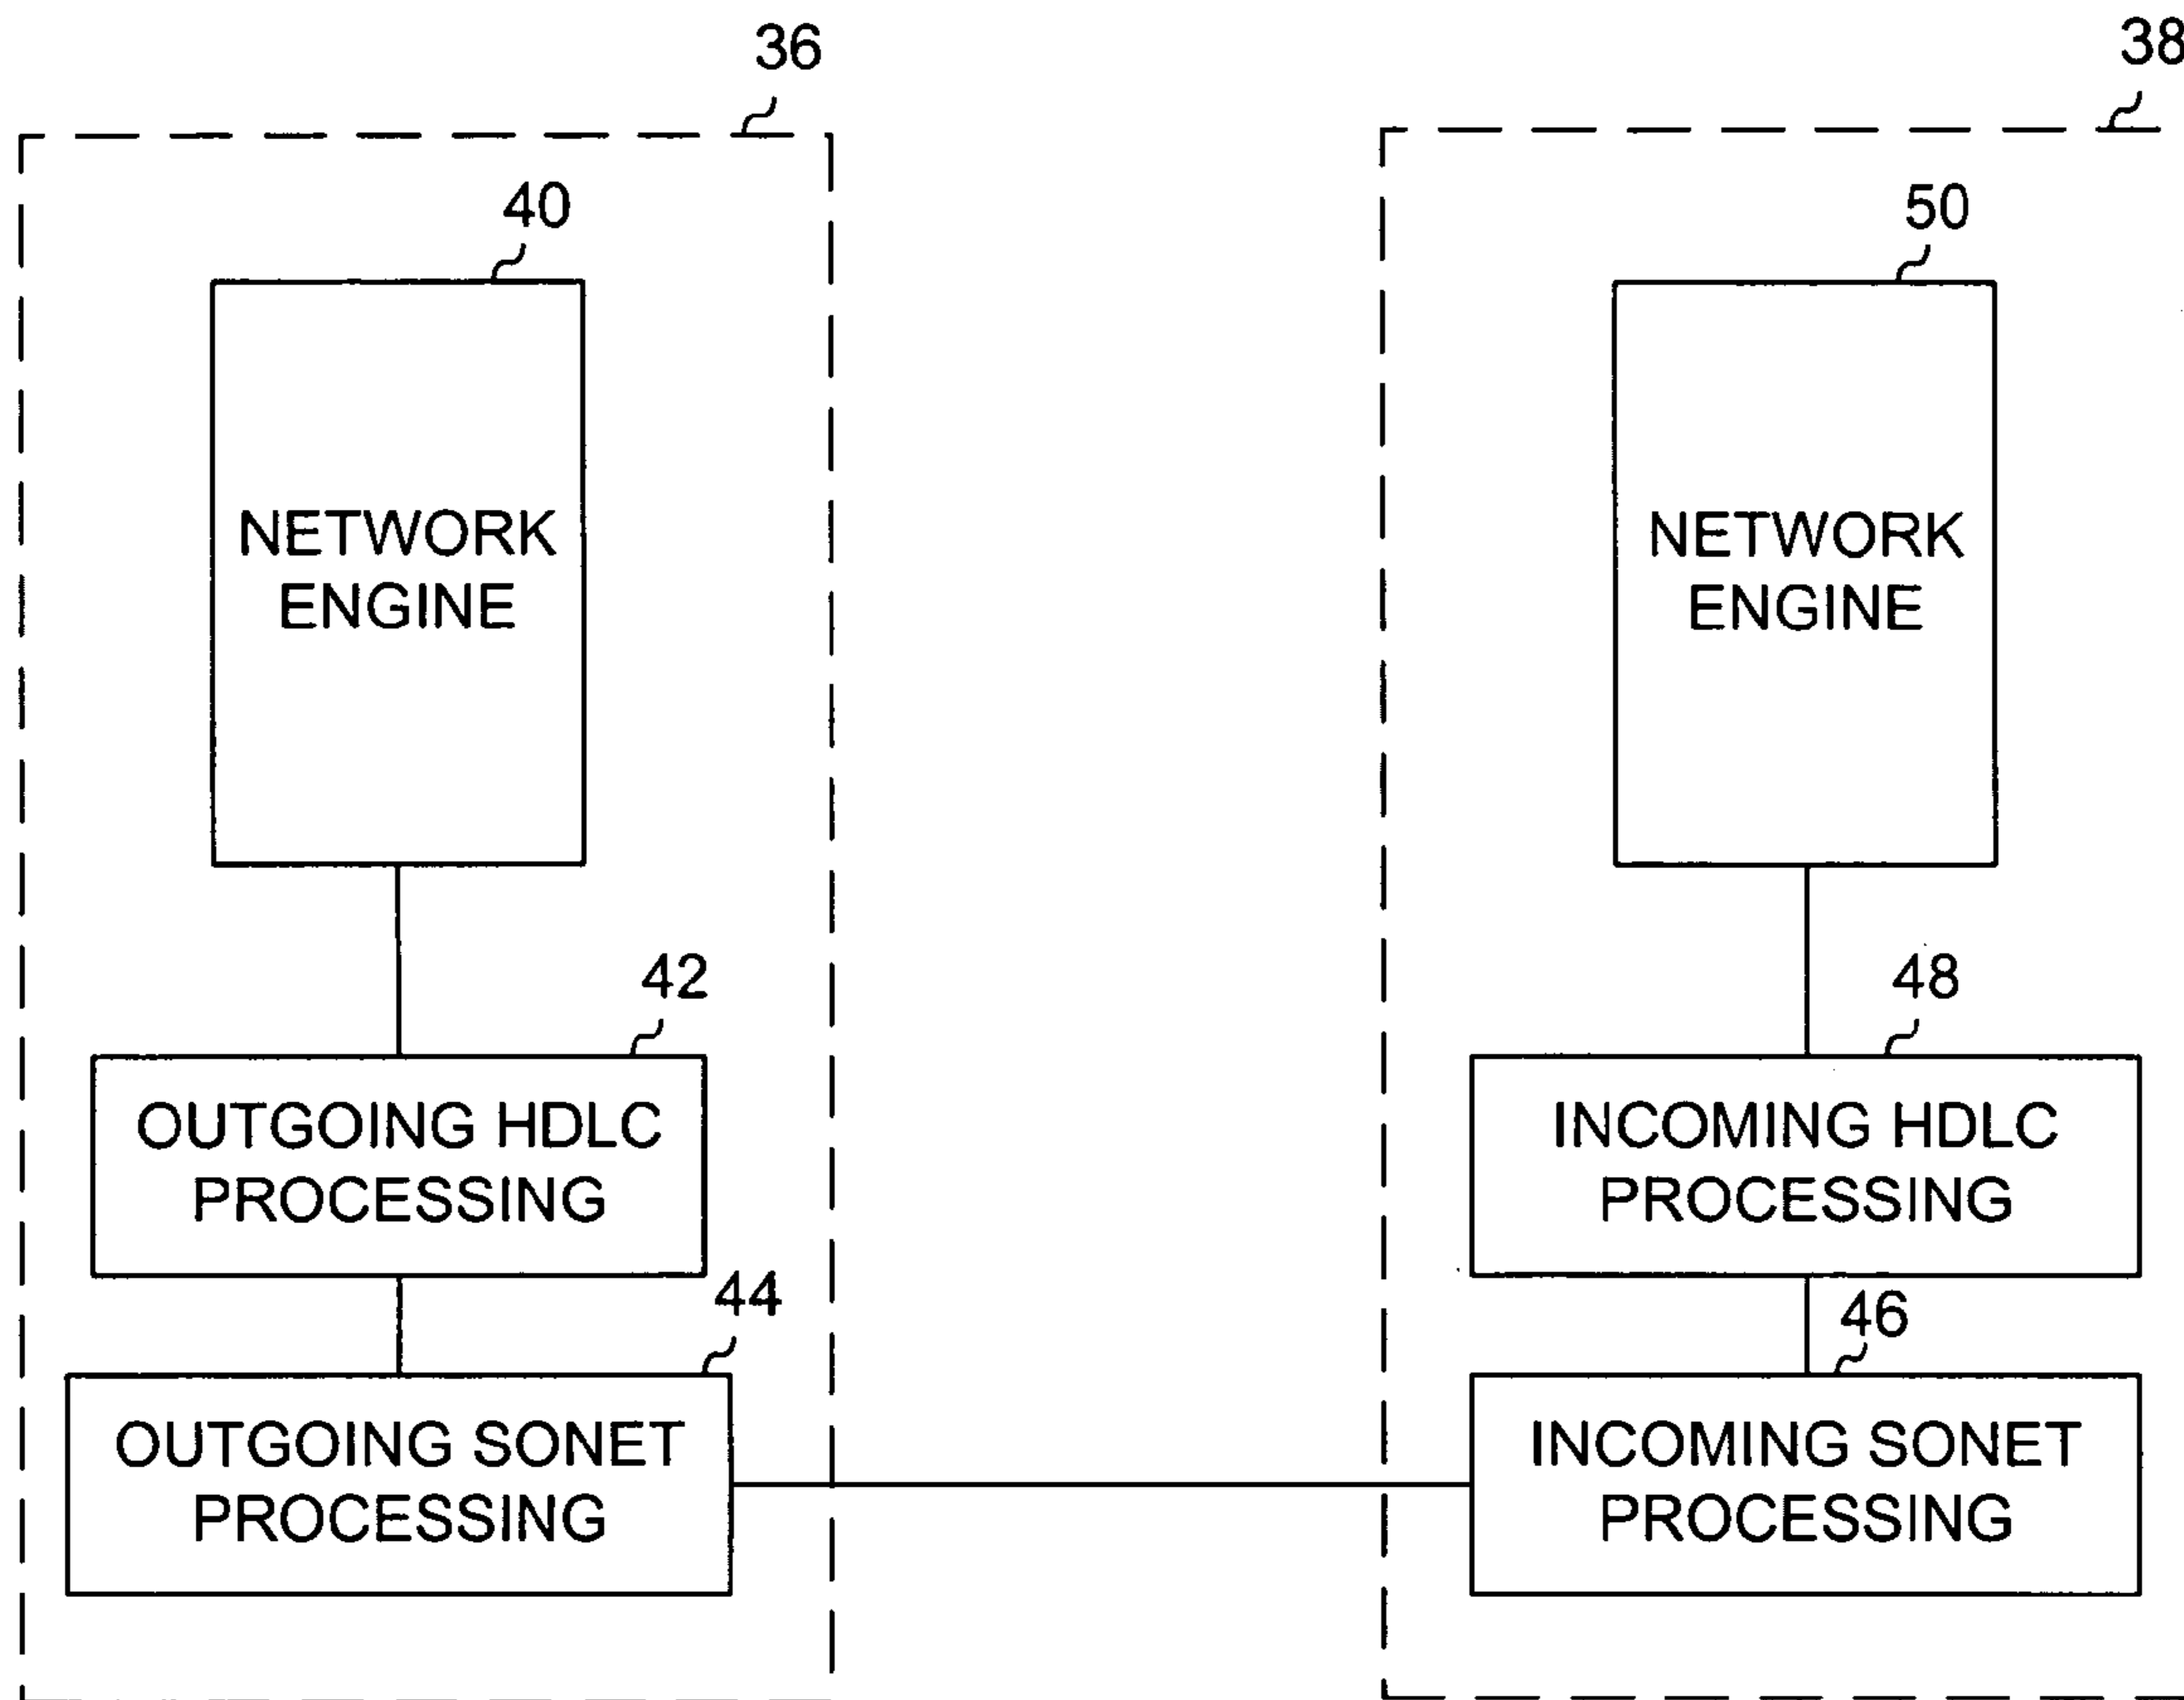 36
38
40
NETWORK
ENGINE
50
NETWORK
ENGINE
42
OUTGOING HDLC
PROCESSING
48
INCOMING HDLC
PROCESSING
44
OUTGOING SONET
PROCESSING
46
INCOMING SONET
PROCESSING